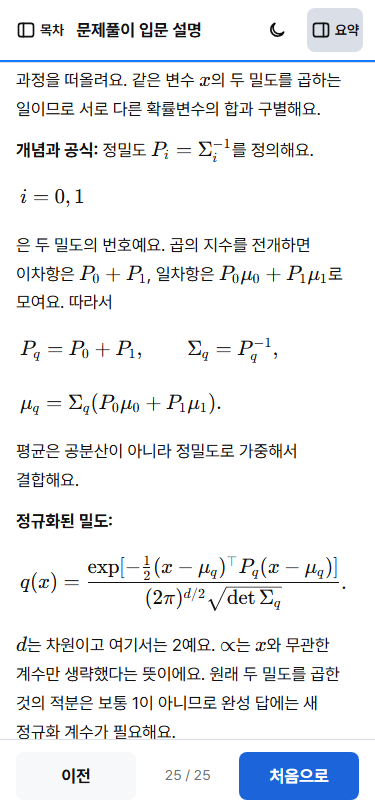 목차 문제풀이 입문 설명 요약
과정을 떠올려요. 같은 변수 x의 두 밀도를 곱하는
일이므로 서로 다른 확률변수의 합과 구별해요.
개념과 공식: 정밀도 P_i = Σ_i^{-1}를 정의해요.
i = 0, 1
은 두 밀도의 번호예요. 곱의 지수를 전개하면
이차항은 P_0 + P_1, 일차항은 P_0μ_0 + P_1μ_1로
모여요. 따라서
P_q = P_0 + P_1, Σ_q = P_q^{-1},
μ_q = Σ_q(P_0μ_0 + P_1μ_1).
평균은 공분산이 아니라 정밀도로 가중해서
결합해요.
정규화된 밀도:
q(x) = \frac{exp[-\frac{1}{2}(x − μ_q)^⊤ P_q(x − μ_q)]}{(2π)^{d/2}\sqrt{det Σ_q}}.
d는 차원이고 여기서는 2예요. ∝는 x와 무관한
계수만 생략했다는 뜻이에요. 원래 두 밀도를 곱한
것의 적분은 보통 1이 아니므로 완성 답에는 새
정규화 계수가 필요해요.
이전 25 / 25 처음으로